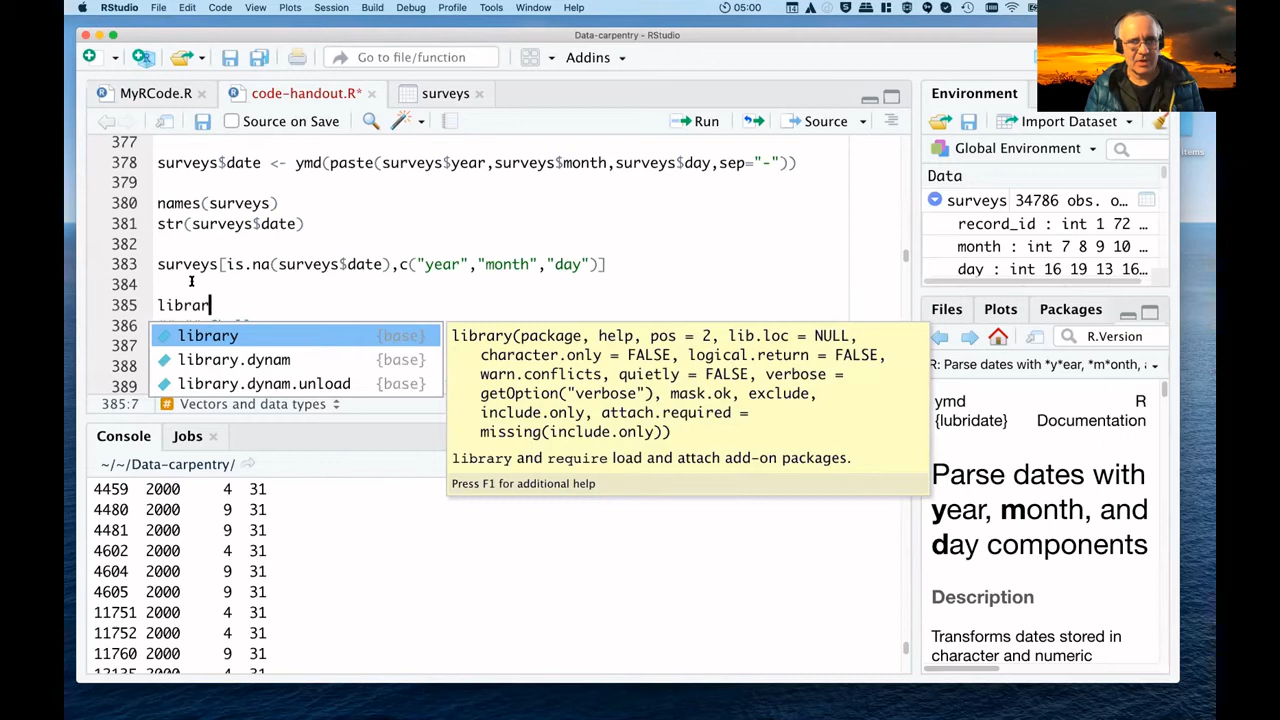 RStudio File Edit Code View Plots Session Build Debug Profile Tools Window Help 05:00
Data-carpentry - RStudio
Go to file/function Addins
MyRCode.R code-handout.R* surveys
Source on Save Run Source
377
378 surveys$date <- ymd(paste(surveys$year,surveys$month,surveys$day,sep="-"))
379
380 names(surveys)
381 str(surveys$date)
382
383 surveys[is.na(surveys$date),c("year","month","day")]
384
385 librar
386
387
388
389
library {base}
library.dynam {base}
library.dynam.unload {base}
library(package, help, pos = 2, lib.loc = NULL,
character.only = FALSE, logical.return = FALSE,
warn.conflicts, quietly = FALSE, verbose =
getOption("verbose"), mask.ok, exclude,
include.only, attach.required =
missing(include.only))
library and require load and attach add-on packages.
Press F1 for additional help
385:7 # Vectors and data types
Console Jobs
~/~/Data-carpentry/
4459 2000 4 31
4480 2000 9 31
4481 2000 4 31
4602 2000 4 31
4604 2000 9 31
4605 2000 9 31
11751 2000 4 31
11752 2000 4 31
11760 2000 9 31
Environment
Import Dataset
Global Environment
Data
surveys 34786 obs. o…
record_id : int 1 72 …
month : int 7 8 9 10 …
day : int 16 19 13 16…
Files Plots Packages
R.Version
R: Parse dates with *y*ear, *m*onth, a
ymd R
{lubridate} Documentation
Parse dates with
year, month, and
day components
Description
Transforms dates stored in
character and numeric
items